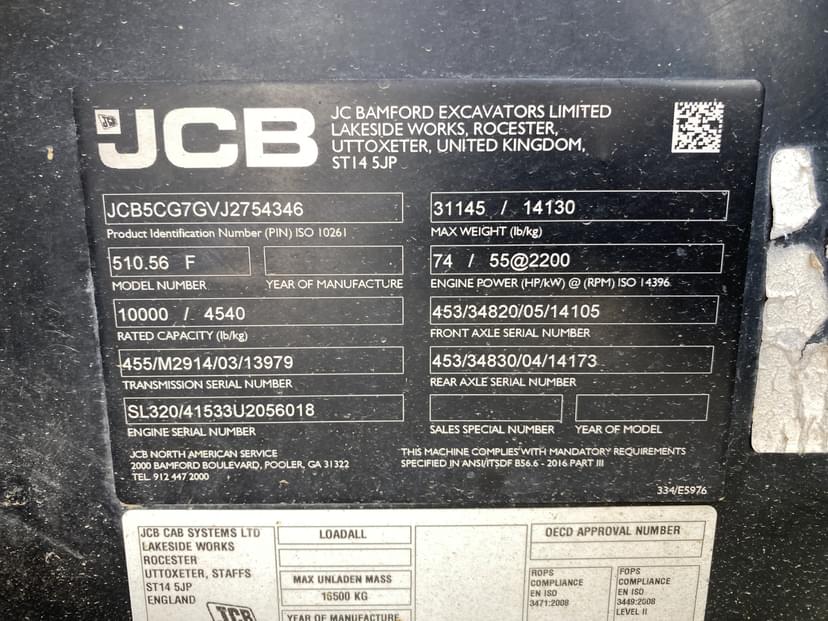 JCB
JC BAMFORD EXCAVATORS LIMITED
LAKESIDE WORKS, ROCESTER,
UTTOXETER, UNITED KINGDOM,
ST14 5JP
JCB5CG7GVJ2754346
Product Identification Number (PIN) ISO 10261
31145 / 14130
MAX WEIGHT (lb/kg)
510.56 F
MODEL NUMBER
YEAR OF MANUFACTURE
74 / 55@2200
ENGINE POWER (HP/kW) @ (RPM) ISO 14396
10000 / 4540
RATED CAPACITY (lb/kg)
453/34820/05/14105
FRONT AXLE SERIAL NUMBER
455/M2914/03/13979
TRANSMISSION SERIAL NUMBER
453/34830/04/14173
REAR AXLE SERIAL NUMBER
SL320/41533U2056018
ENGINE SERIAL NUMBER
SALES SPECIAL NUMBER
YEAR OF MODEL
JCB NORTH AMERICAN SERVICE
2000 BAMFORD BOULEVARD, POOLER, GA 31322
TEL. 912 447 2000
THIS MACHINE COMPLIES WITH MANDATORY REQUIREMENTS
SPECIFIED IN ANSI/ITSDF B56.6 - 2016 PART III
334/E5976
JCB CAB SYSTEMS LTD
LAKESIDE WORKS
ROCESTER
UTTOXETER, STAFFS
ST14 5JP
ENGLAND
JCB
LOADALL
MAX UNLADEN MASS
16500 KG
YEAR OF MANUFACTURE
OECD APPROVAL NUMBER
ROPS
COMPLIANCE
EN ISO
3471:2008
FOPS
COMPLIANCE
EN ISO
3449:2008
LEVEL II